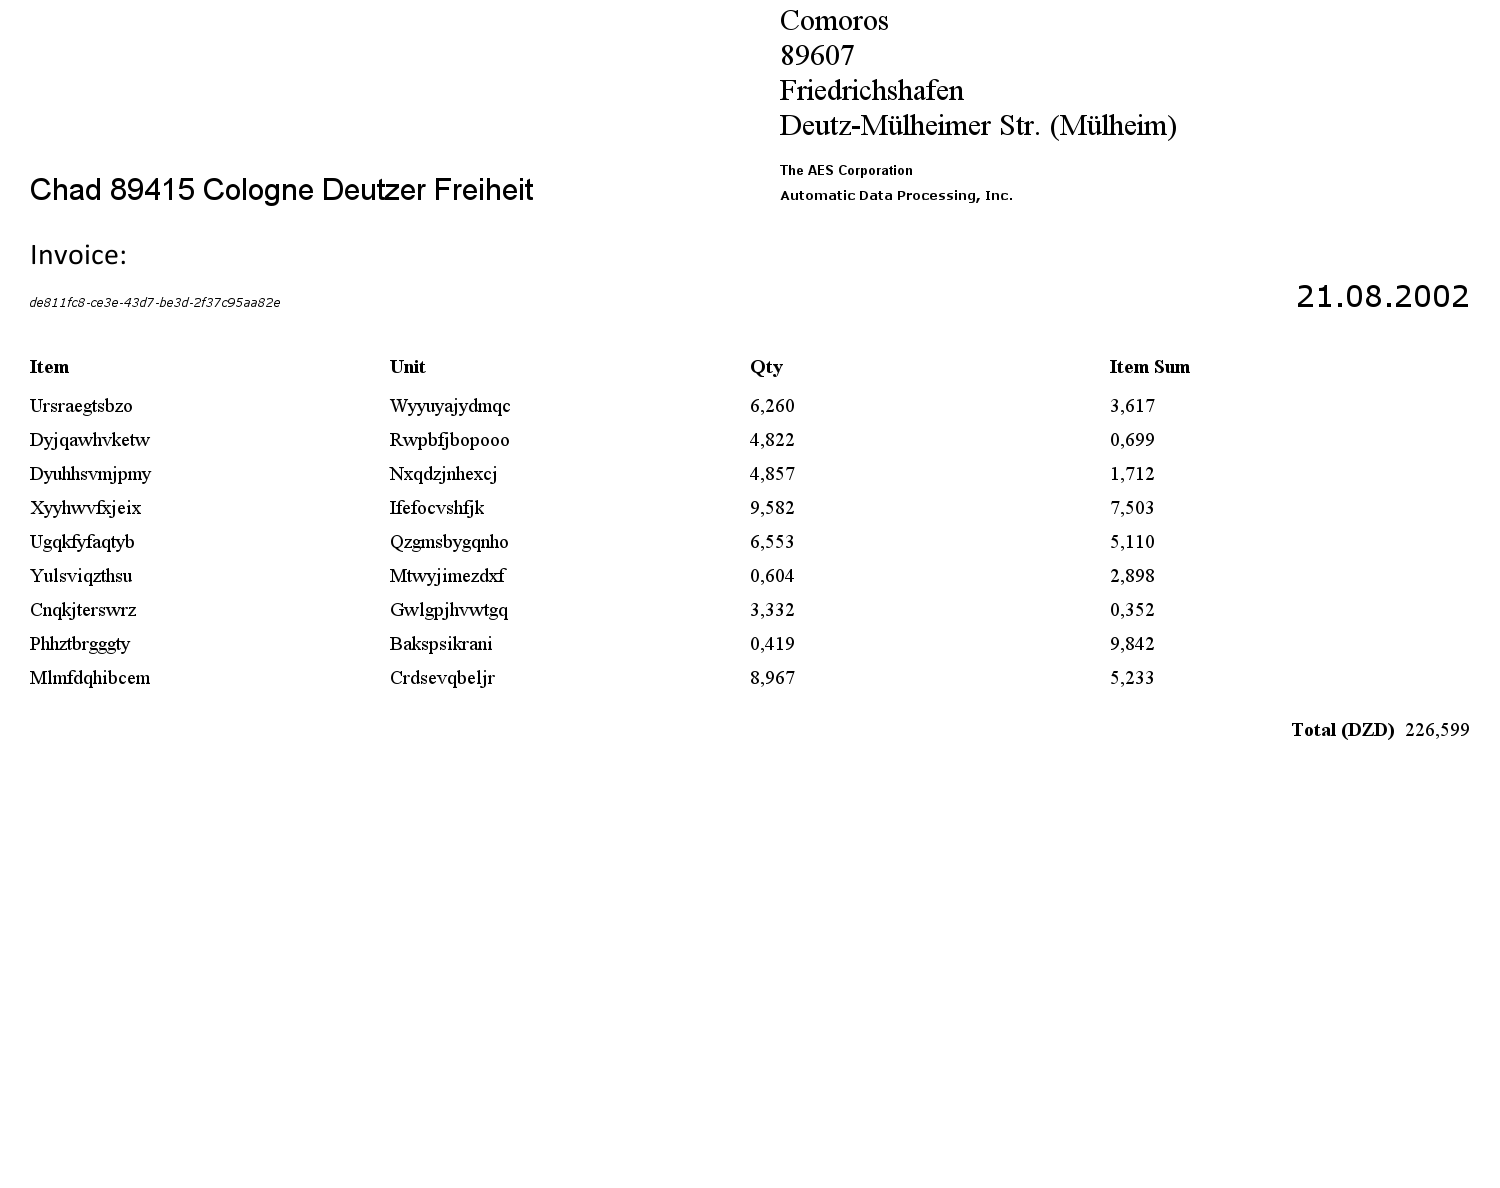 Comoros
89607
Friedrichshafen
Deutz-Mülheimer Str. (Mülheim)
The AES Corporation
Automatic Data Processing, Inc.
Chad 89415 Cologne Deutzer Freiheit
Invoice:
de811fc8-ce3e-43d7-be3d-2f37c95aa82e
21.08.2002
Item Unit Qty Item Sum
Ursraegtsbzo Wyyuyajydmqc 6,260 3,617
Dyjqawhvketw Rwpbfjbopooo 4,822 0,699
Dyuhhsvmjpmy Nxqdzjnhexcj 4,857 1,712
Xyyhwvfxjeix Ifefocvshfjk 9,582 7,503
Ugqkfyfaqtyb Qzgmsbygqnho 6,553 5,110
Yulsviqzthsu Mtwyjimezdxf 0,604 2,898
Cnqkjterswrz Gwlgpjhvwtgq 3,332 0,352
Phhztbrgggty Bakspsikrani 0,419 9,842
Mlmfdqhibcem Crdsevqbeljr 8,967 5,233
Total (DZD) 226,599